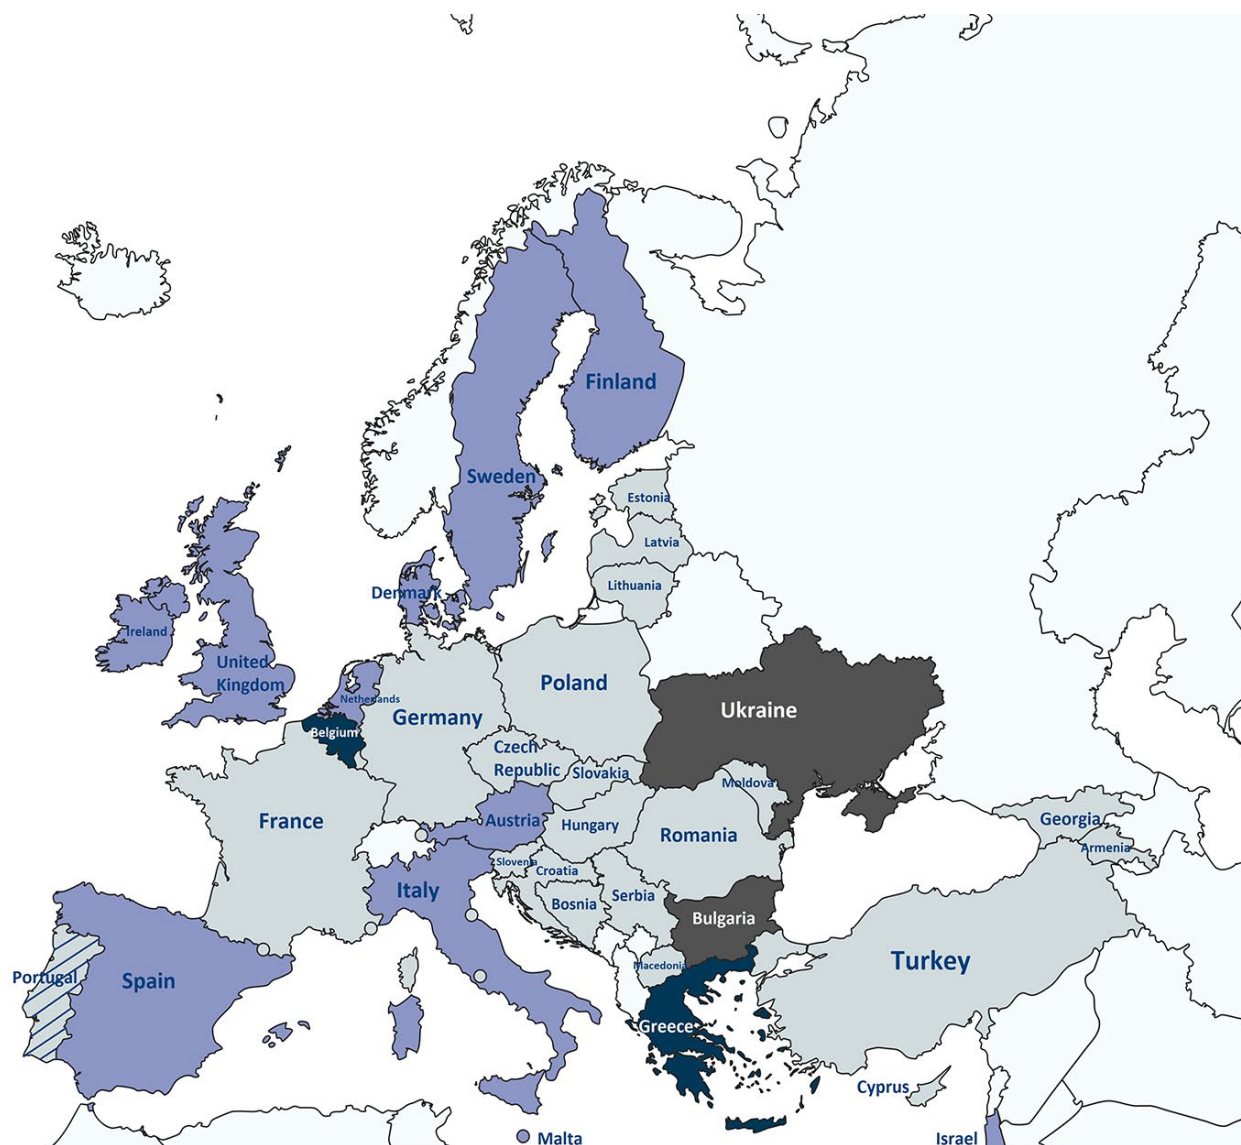 Finland
Sweden
Estonia
Latvia
Denmark
Lithuania
Ireland
United
Kingdom
Netherlands
Poland
Ukraine
Germany
Belgium
Czech
Republic
Slovakia
Moldova
France
Austria
Hungary
Romania
Georgia
Armenia
Slovenia
Croatia
Italy
Bosnia
Serbia
Bulgaria
Portugal
Spain
Macedonia
Turkey
Greece
Cyprus
Malta
Israel